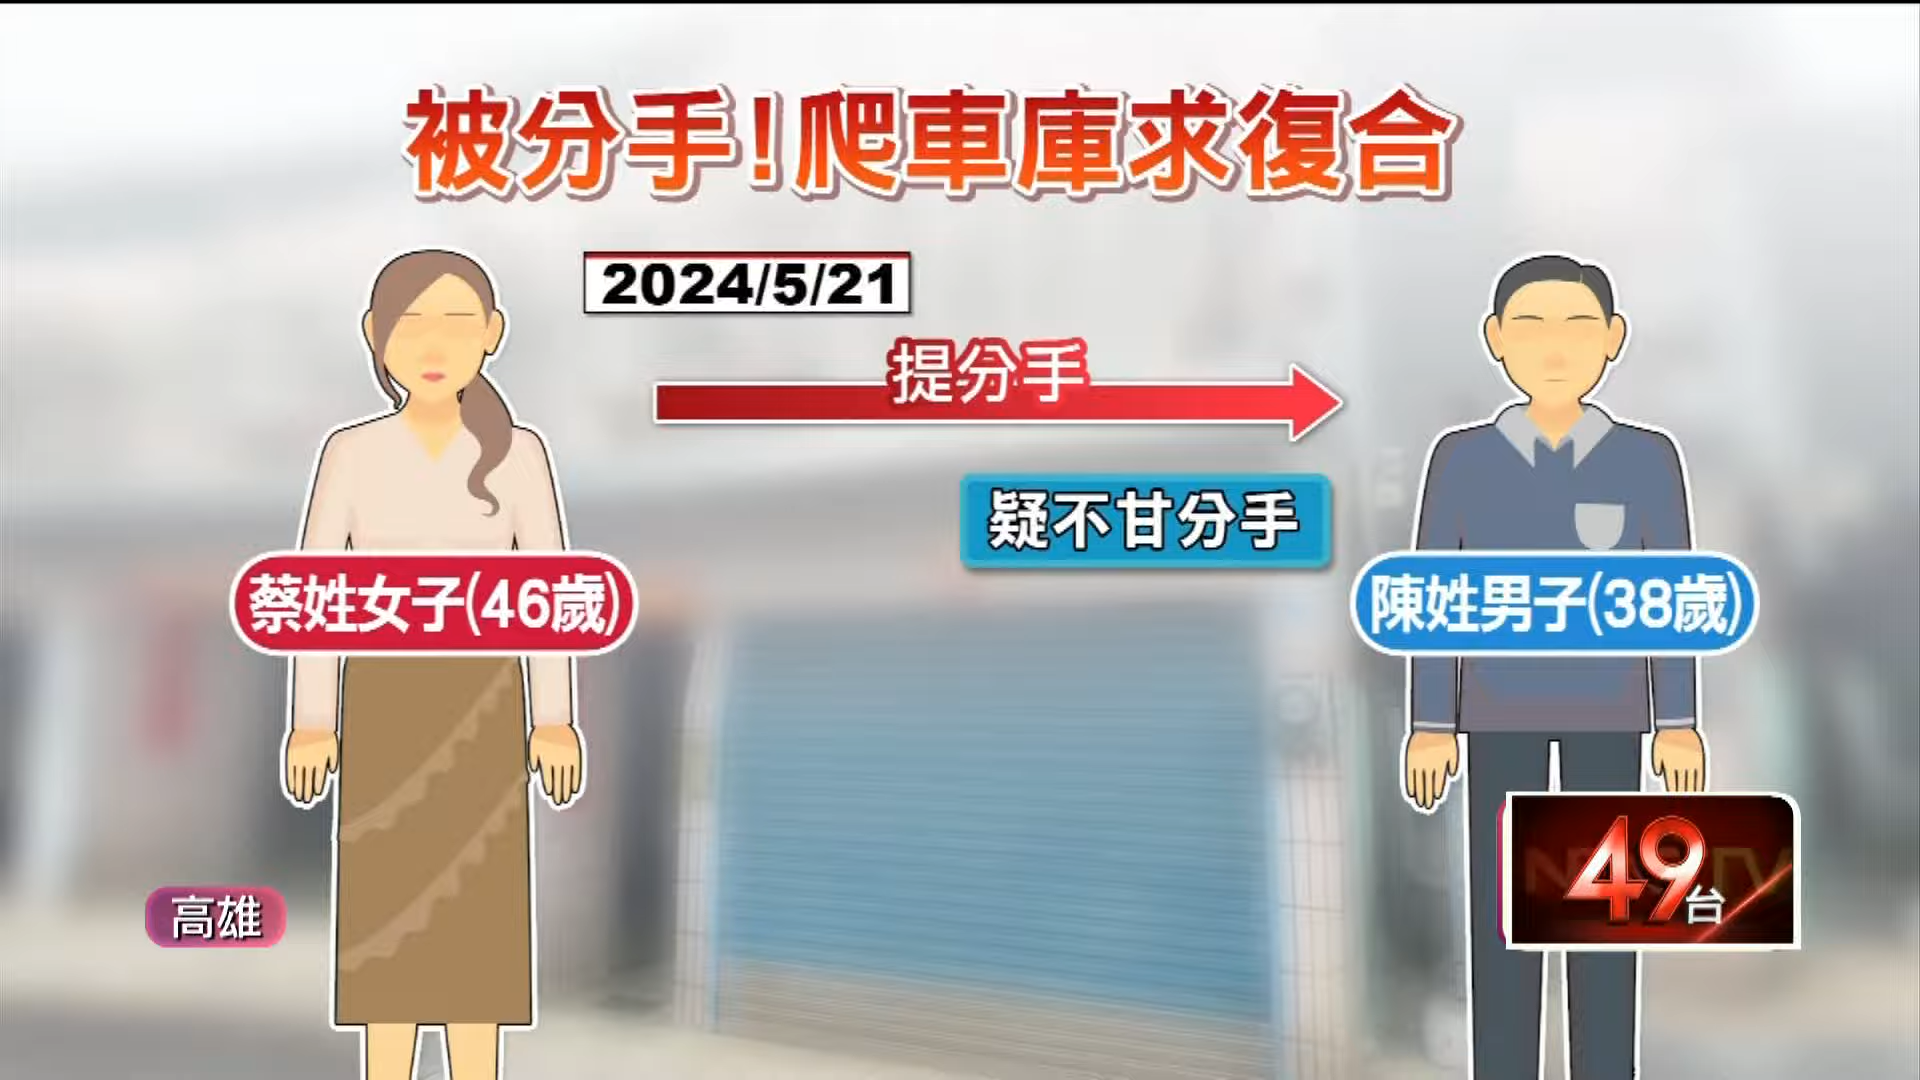 被分手!爬車庫求復合
2024/5/21
提分手
疑不甘分手
蔡姓女子(46歲)
陳姓男子(38歲)
高雄
49台